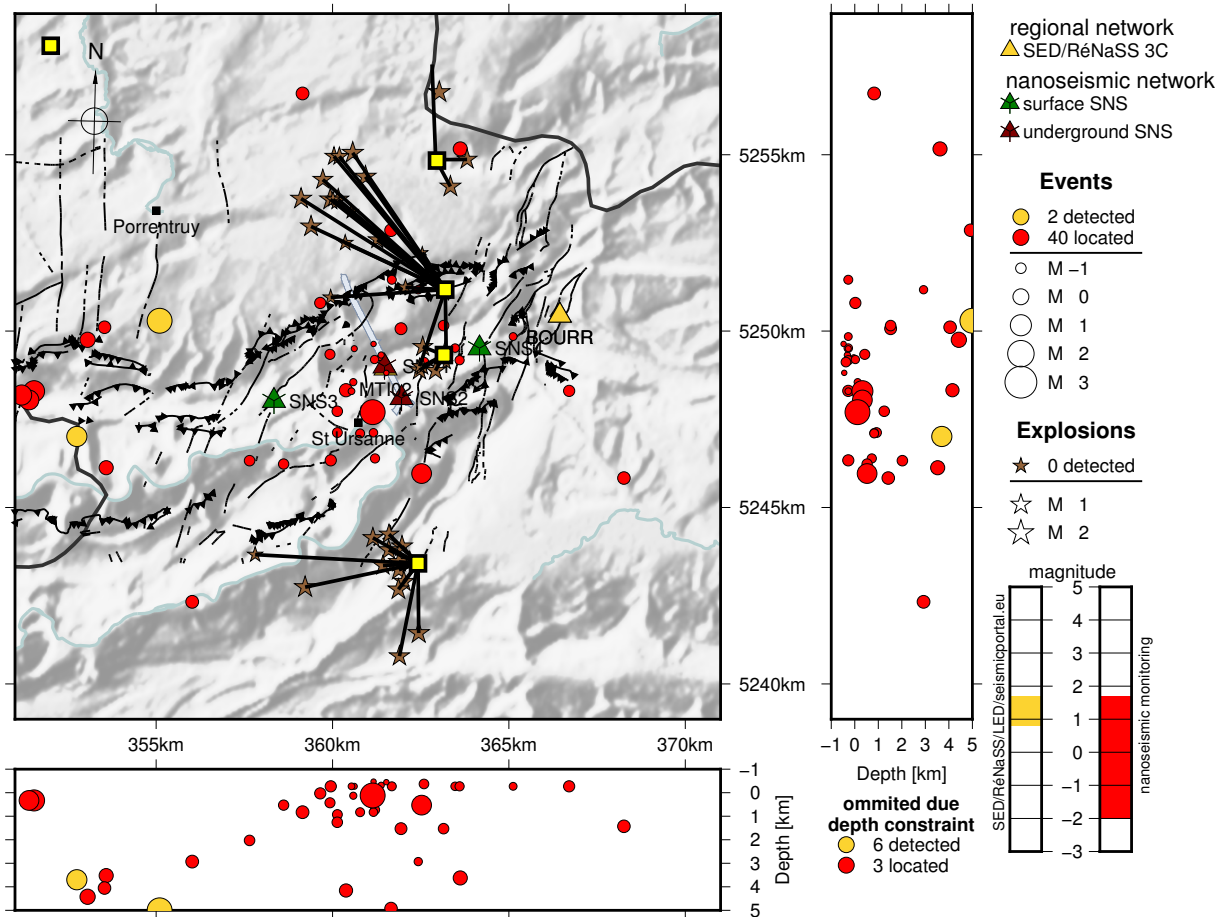 N
Porrentruy
BOURR
SNS
SNS2
MTI02
SNS3
St Ursanne
5255km
5250km
5245km
5240km
355km
360km
365km
370km
-1
0
1
2
3
4
5
Depth [km]
−1 0 1 2 3 4 5
Depth [km]
ommited due
depth constraint
6 detected
3 located
regional network
SED/RéNaSS 3C
nanoseismic network
surface SNS
underground SNS
Events
2 detected
40 located
M −1
M 0
M 1
M 2
M 3
Explosions
0 detected
M 1
M 2
magnitude
5
4
3
2
1
0
−1
−2
−3
SED/RéNaSS/LED/seismicportal.eu
nanoseismic monitoring